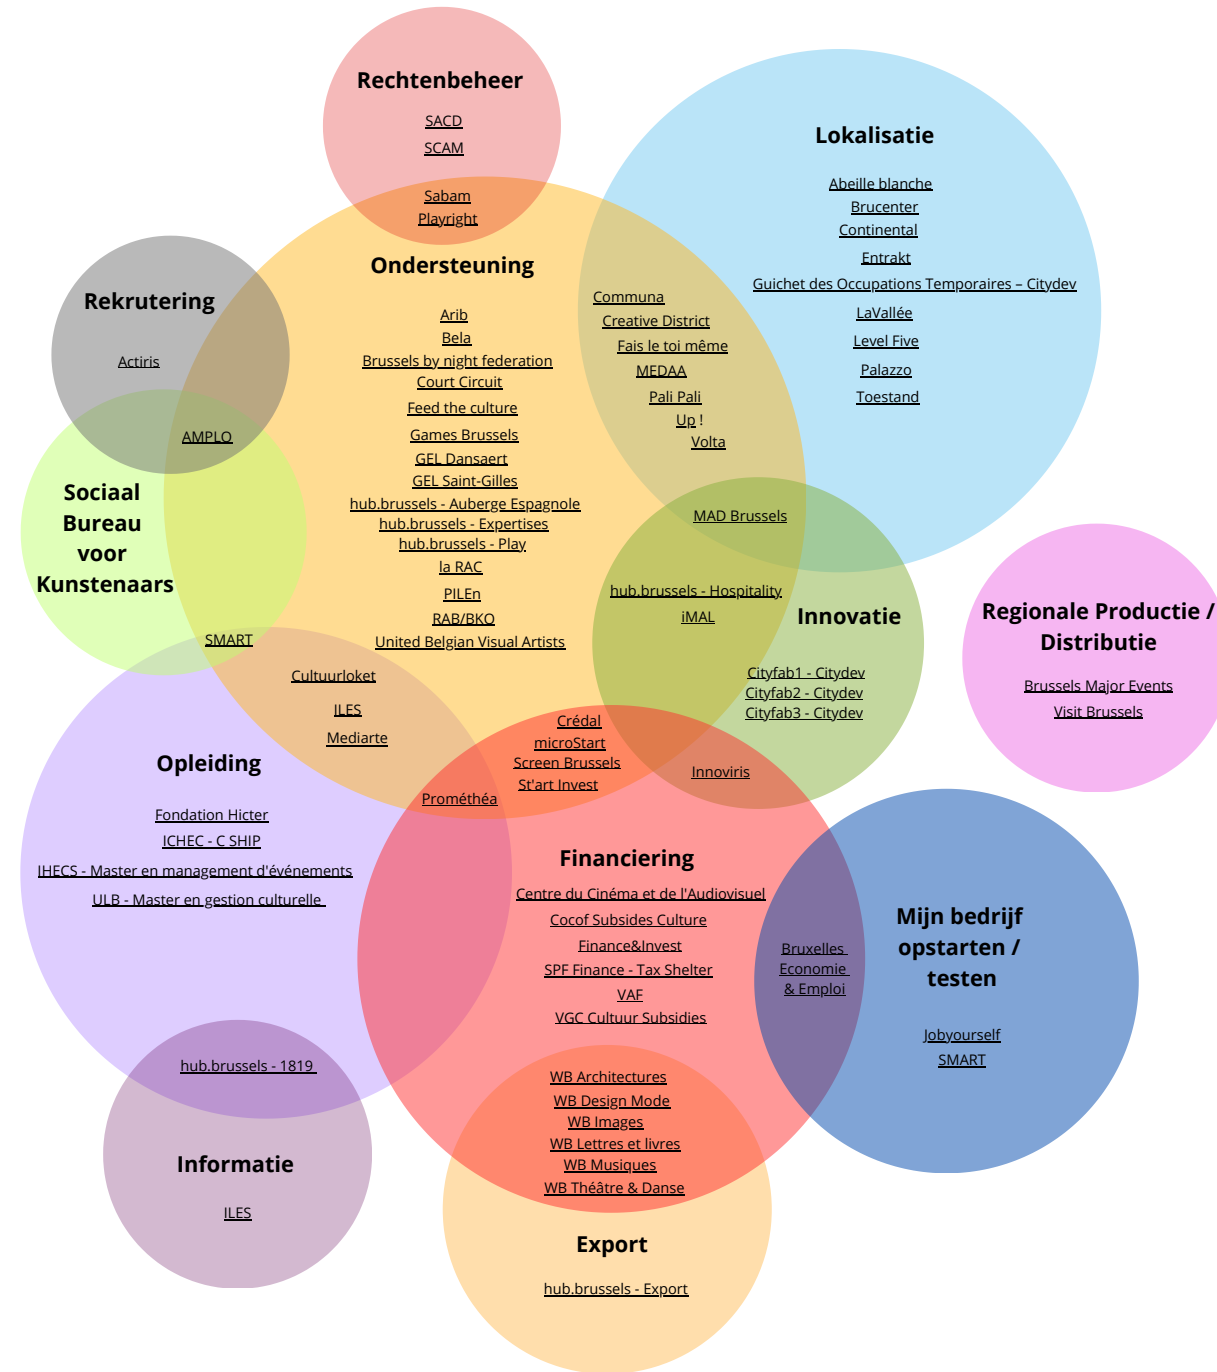 Rechtenbeheer
SACD
SCAM
Sabam
Playright
Lokalisatie
Abeille blanche
Brucenter
Continental
Entrakt
Guichet des Occupations Temporaires – Citydev
LaVallée
Level Five
Palazzo
Toestand
Ondersteuning
Arib
Bela
Brussels by night federation
Court Circuit
Feed the culture
Games Brussels
GEL Dansaert
GEL Saint-Gilles
hub.brussels - Auberge Espagnole
hub.brussels - Expertises
hub.brussels - Play
la RAC
PILEn
RAB/BKO
United Belgian Visual Artists
Communa
Creative District
Fais le toi même
MEDAA
Pali Pali
Up !
Volta
Rekrutering
Actiris
AMPLO
Sociaal
Bureau
voor
Kunstenaars
SMART
MAD Brussels
hub.brussels - Hospitality
iMAL
Innovatie
Cityfab1 - Citydev
Cityfab2 - Citydev
Cityfab3 - Citydev
Innoviris
Regionale Productie /
Distributie
Brussels Major Events
Visit Brussels
Cultuurloket
ILES
Mediarte
Crédal
microStart
Screen Brussels
St'art Invest
Prométhéa
Opleiding
Fondation Hicter
ICHEC - C SHIP
IHECS - Master en management d'événements
ULB - Master en gestion culturelle
Financiering
Centre du Cinéma et de l'Audiovisuel
Cocof Subsides Culture
Finance&Invest
SPF Finance - Tax Shelter
VAF
VGC Cultuur Subsidies
Bruxelles
Economie
& Emploi
Mijn bedrijf
opstarten /
testen
Jobyourself
SMART
hub.brussels - 1819
Informatie
ILES
WB Architectures
WB Design Mode
WB Images
WB Lettres et livres
WB Musiques
WB Théâtre & Danse
Export
hub.brussels - Export